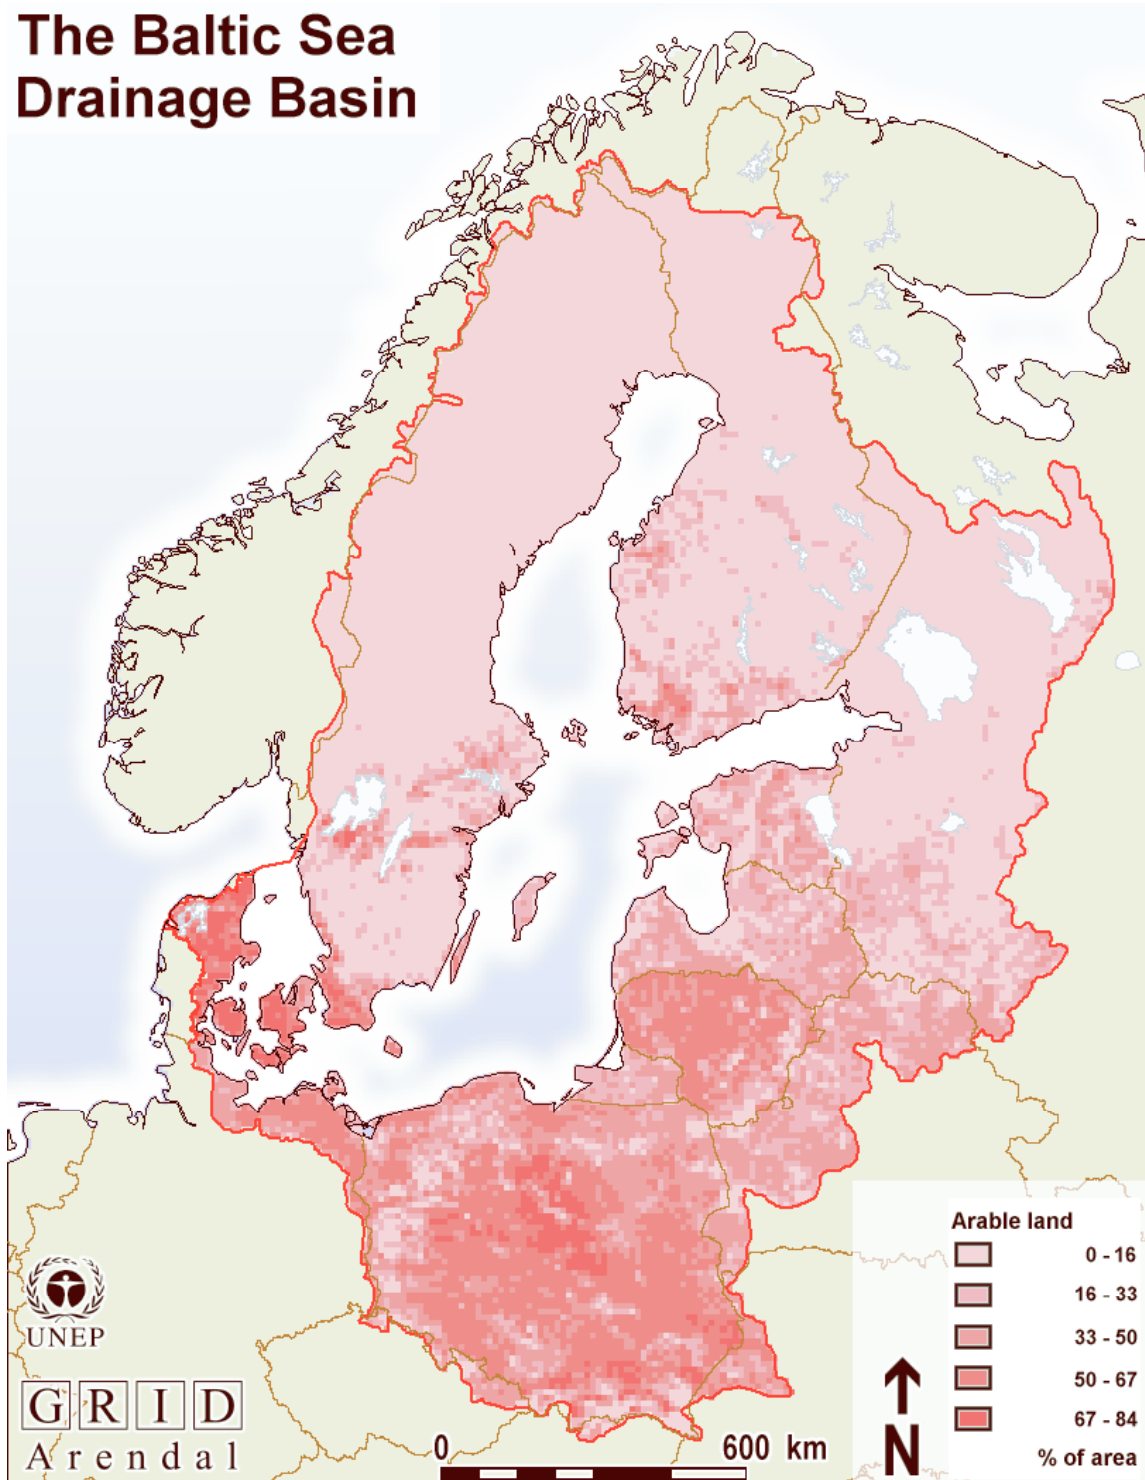 The Baltic Sea
Drainage Basin
Arable land
0 - 16
16 - 33
33 - 50
50 - 67
67 - 84
% of area
UNEP
GRID
Arendal
0 600 km
N